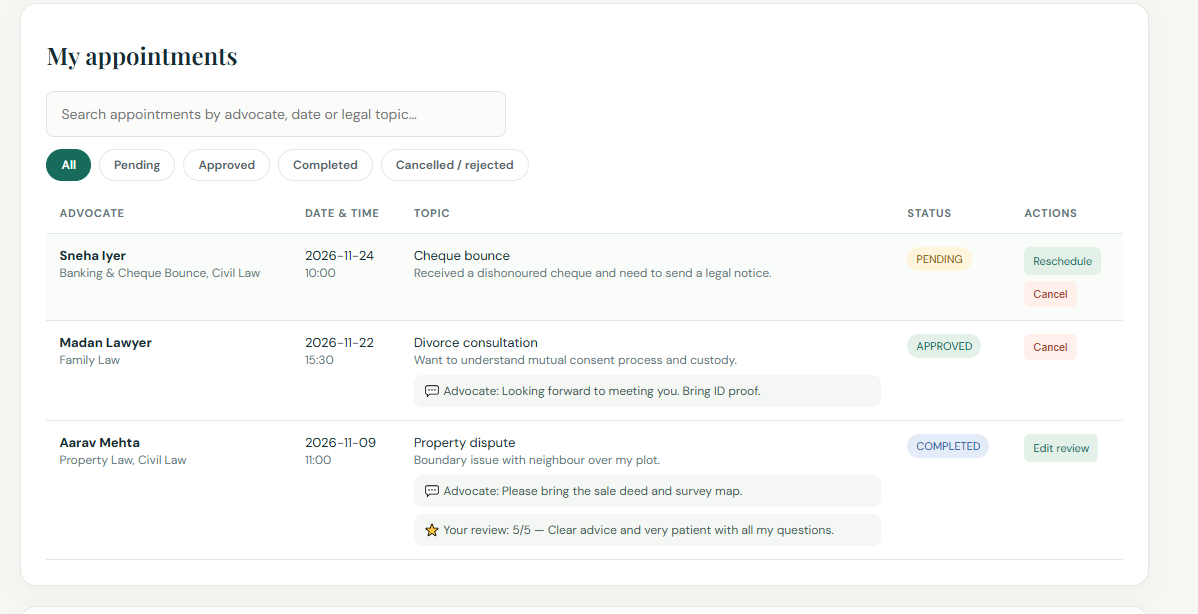 My appointments
Search appointments by advocate, date or legal topic...
All
Pending
Approved
Completed
Cancelled / rejected
ADVOCATE DATE & TIME TOPIC STATUS ACTIONS
Sneha Iyer 2026-11-24 Cheque bounce PENDING Reschedule
Banking & Cheque Bounce, Civil Law 10:00 Received a dishonoured cheque and need to send a legal notice.
Cancel
Madan Lawyer 2026-11-22 Divorce consultation APPROVED Cancel
Family Law 15:30 Want to understand mutual consent process and custody.
💬 Advocate: Looking forward to meeting you. Bring ID proof.
Aarav Mehta 2026-11-09 Property dispute COMPLETED Edit review
Property Law, Civil Law 11:00 Boundary issue with neighbour over my plot.
💬 Advocate: Please bring the sale deed and survey map.
⭐ Your review: 5/5 — Clear advice and very patient with all my questions.